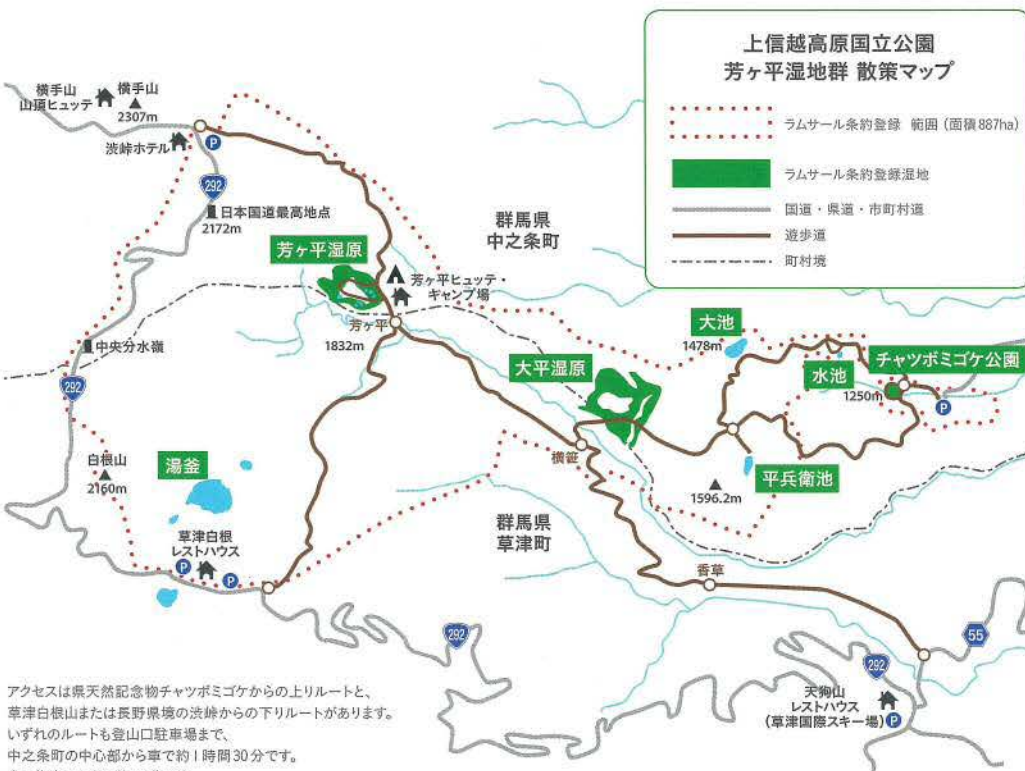 上信越高原国立公園
芳ヶ平湿地群 散策マップ
ラムサール条約登録 範囲(面積887ha)
ラムサール条約登録湿地
国道・県道・市町村道
遊歩道
町村境
横手山
山頂ヒュッテ
横手山
2307m
渋峠ホテル
P
292
日本国道最高地点
2172m
群馬県
中之条町
芳ヶ平湿原
芳ヶ平ヒュッテ・
キャンプ場
芳ヶ平
1832m
中央分水嶺
292
大池
1478m
水池
チャツボミゴケ公園
1250m
P
大平湿原
横笹
平兵衛池
1596.2m
白根山
2160m
湯釜
草津白根
レストハウス
P
P
群馬県
草津町
香草
292
55
292
天狗山
レストハウス
(草津国際スキー場)
P
アクセスは県天然記念物チャツボミゴケからの上りルートと、
草津白根山または長野県境の渋峠からの下りルートがあります。
いずれのルートも登山口駐車場まで、
中之条町の中心部から車で約1時間30分です。